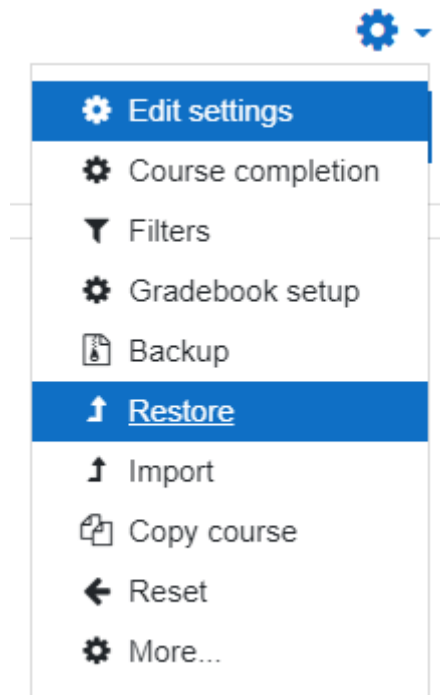 Edit settings
Course completion
Filters
Gradebook setup
Backup
Restore
Import
Copy course
Reset
More...